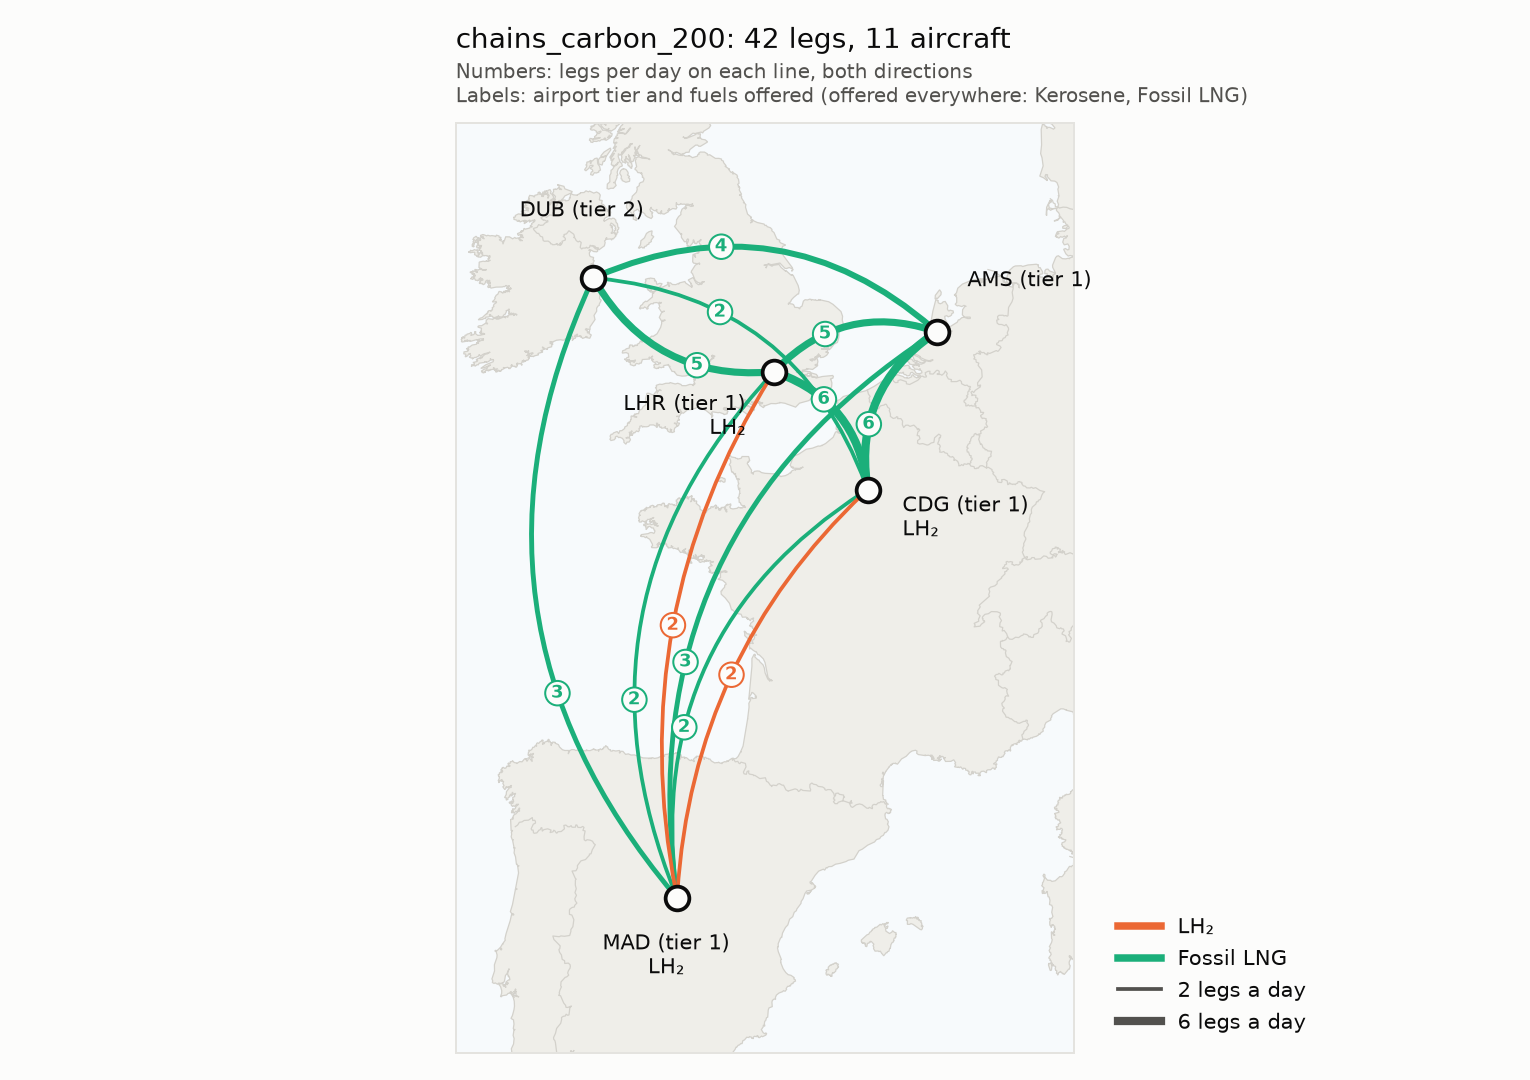 chains_carbon_200: 42 legs, 11 aircraft
Numbers: legs per day on each line, both directions
Labels: airport tier and fuels offered (offered everywhere: Kerosene, Fossil LNG)
DUB (tier 2)
4
AMS (tier 1)
2
5
5
LHR (tier 1)
LH₂
6
6
CDG (tier 1)
LH₂
2
3
2
3
2
2
MAD (tier 1)
LH₂
LH₂
Fossil LNG
2 legs a day
6 legs a day